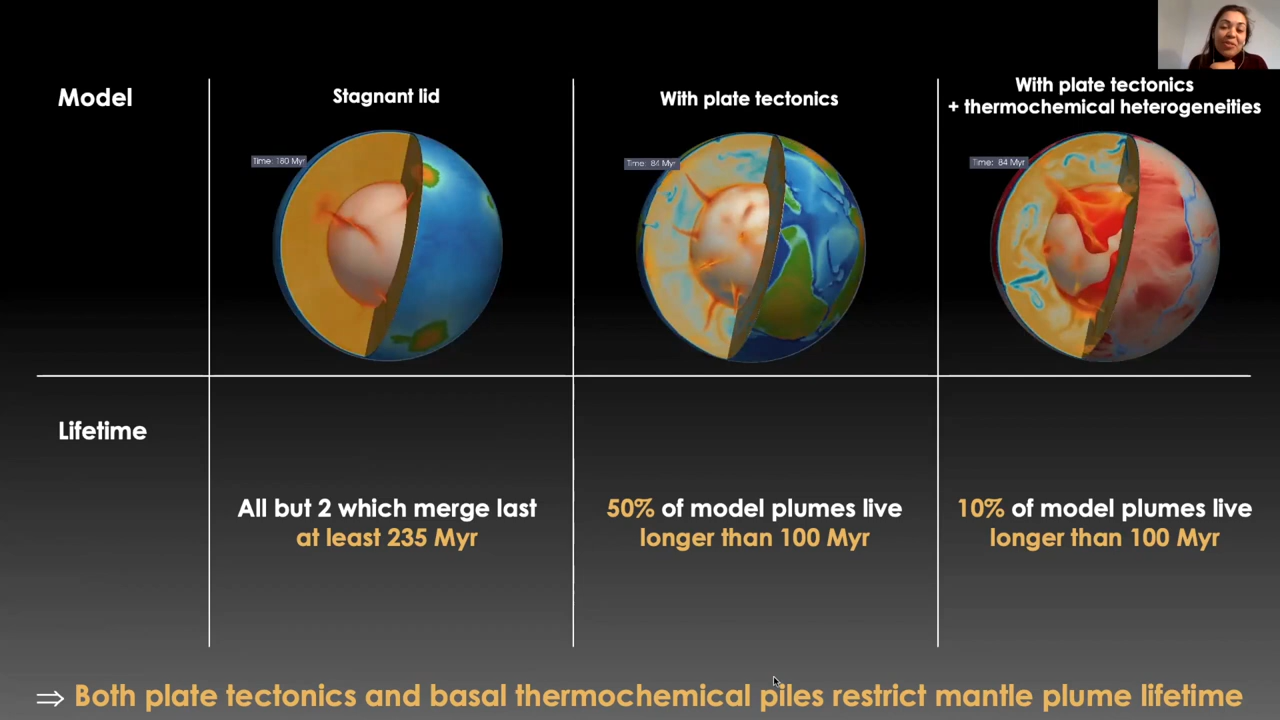 Model
Stagnant lid
With plate tectonics
With plate tectonics
+ thermochemical heterogeneities
Time: 180 Myr
Time: 84 Myr
Time: 84 Myr
Lifetime
All but 2 which merge last
at least 235 Myr
50% of model plumes live
longer than 100 Myr
10% of model plumes live
longer than 100 Myr
⇒ Both plate tectonics and basal thermochemical piles restrict mantle plume lifetime